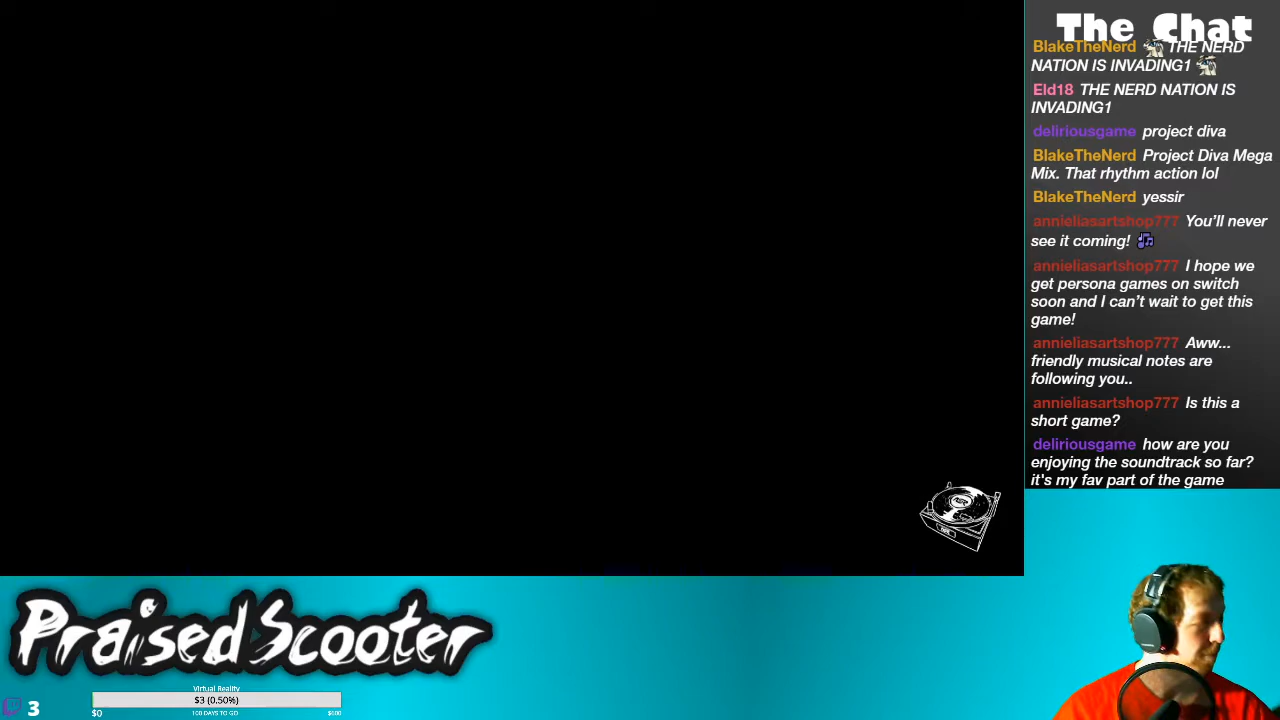 The Chat
BlakeTheNerd THE NERD
NATION IS INVADING1
Eld18 THE NERD NATION IS
INVADING1
deliriousgame project diva
BlakeTheNerd Project Diva Mega
Mix. That rhythm action lol
BlakeTheNerd yessir
annieliasartshop777 You'll never
see it coming!
annieliasartshop777 I hope we
get persona games on switch
soon and I can't wait to get this
game!
annieliasartshop777 Aww...
friendly musical notes are
following you..
annieliasartshop777 Is this a
short game?
deliriousgame how are you
enjoying the soundtrack so far?
it's my fav part of the game
PraisedScooter
Virtual Reality
3
$3 (0.50%)
$0
100 DAYS TO GO